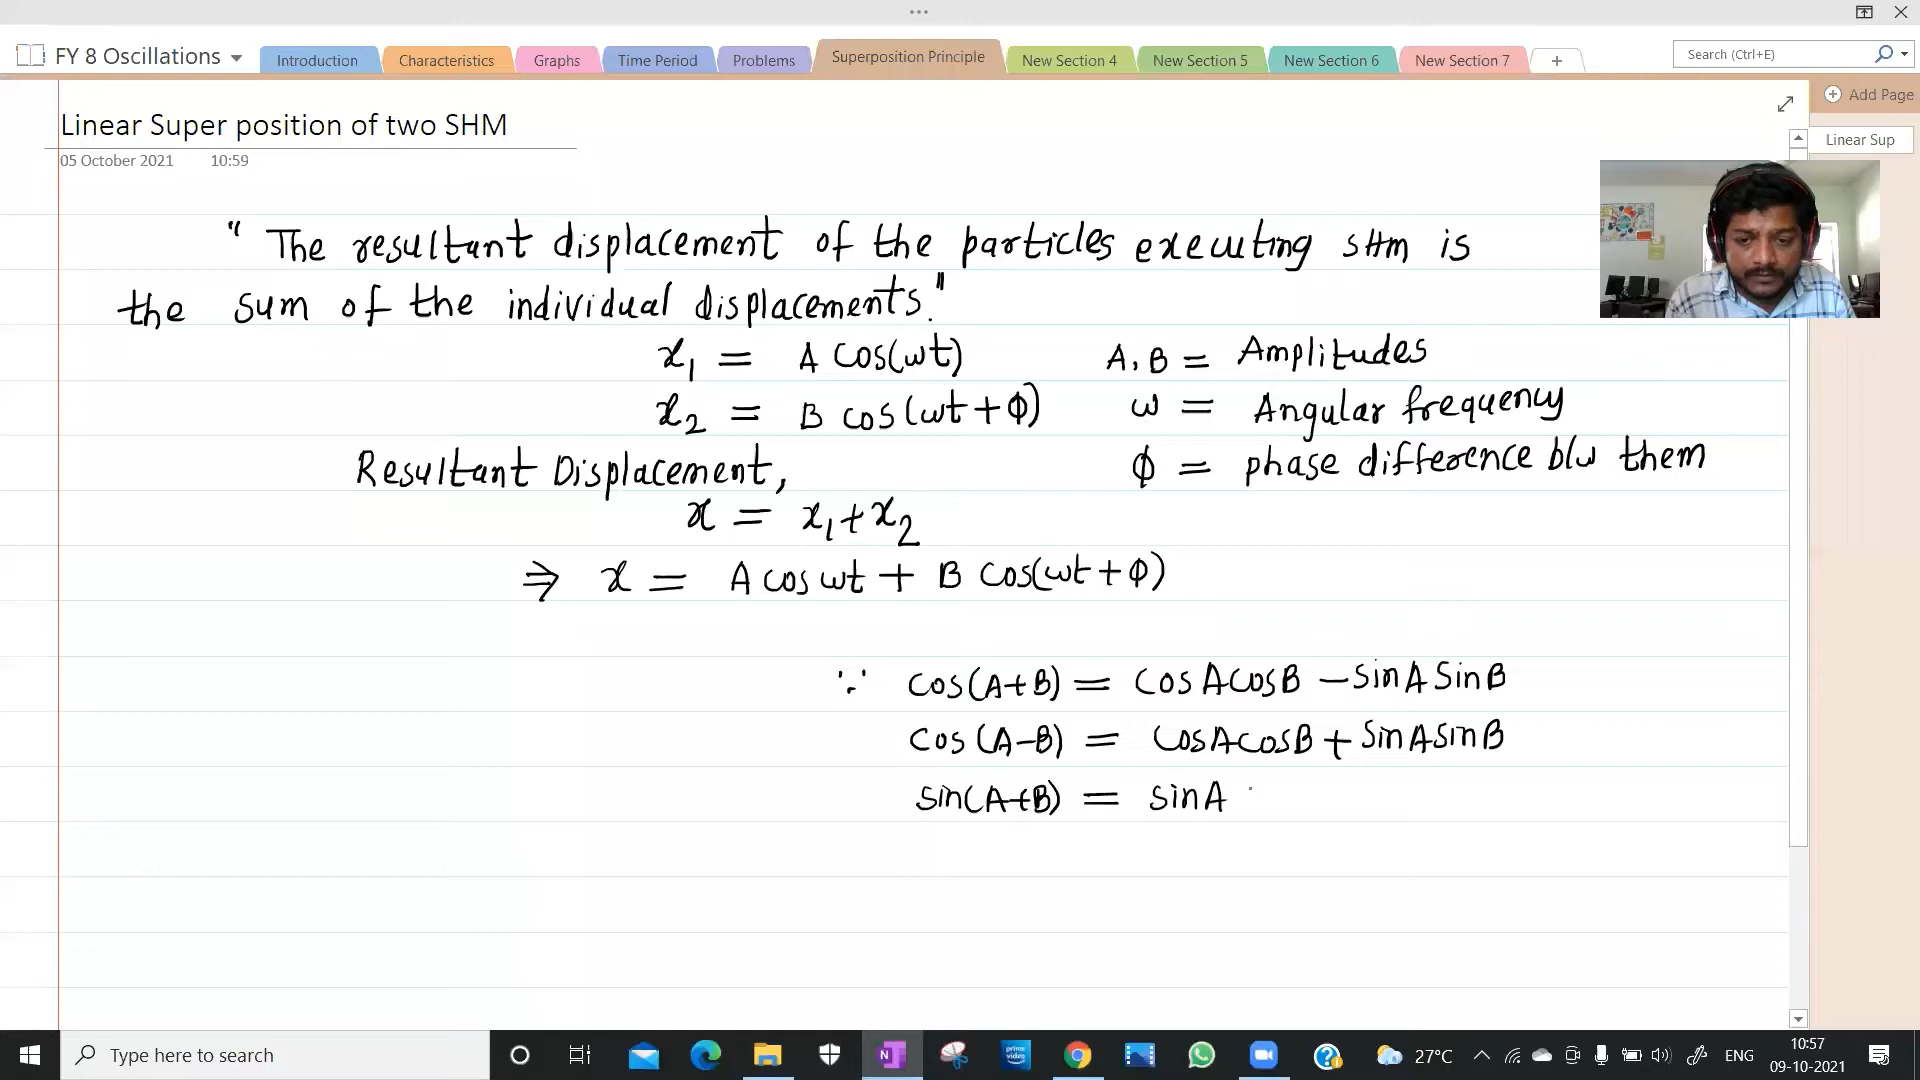 FY 8 Oscillations
Introduction
Characteristics
Graphs
Time Period
Problems
Superposition Principle
New Section 4
New Section 5
New Section 6
New Section 7
+
Search (Ctrl+E)
Add Page
Linear Super position of two SHM
Linear Sup
05 October 2021 10:59
" The resultant displacement of the particles executing SHM is
the sum of the individual displacements."
x₁ = A cos(ωt)
A, B = Amplitudes
x₂ = B cos(ωt + ϕ)
ω = Angular frequency
Resultant Displacement,
ϕ = phase difference b/w them
x = x₁ + x₂
⇒ x = A cos ωt + B cos(ωt + ϕ)
∵ cos(A+B) = cosA cosB − sinA sinB
cos(A−B) = cosA cosB + sinA sinB
sin(A+B) = sinA
Type here to search
27°C
ENG
10:57
09-10-2021